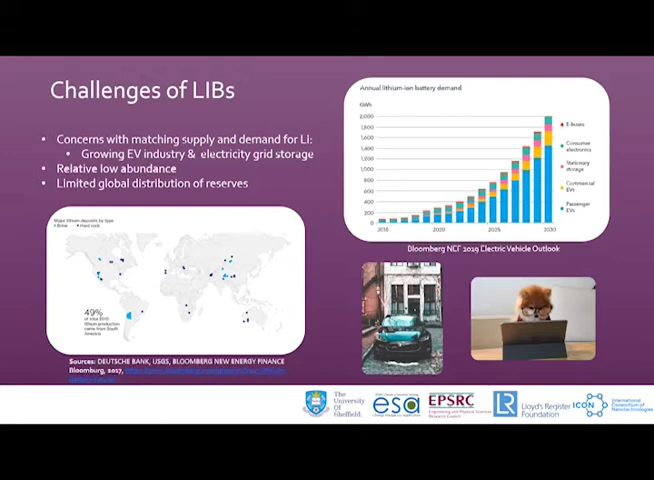 Challenges of LIBs
• Concerns with matching supply and demand for LI:
• Growing EV industry & electricity grid storage
• Relative low abundance
• Limited global distribution of reserves
Annual lithium-ion battery demand
GWh
2,000
1,800
1,600
1,400
1,200
1,000
800
600
400
200
0
2015
2020
2025
2030
E-buses
Consumer
electronics
Stationary
storage
Commercial
EVs
Passenger
EVs
Bloomberg NEF 2019 Electric Vehicle Outlook
Major lithium deposits by type
Brine Hard rock
49%
of total 2015
lithium production
came from South
America
Sources: DEUTSCHE BANK, USGS, BLOOMBERG NEW ENERGY FINANCE
Bloomburg, 2017,
The
University
Of
Sheffield.
esa
EPSRC
Engineering and Physical Sciences
Research Council
LR
Lloyd's Register
Foundation
ICON
International
Consortium of
Nanotechnologies